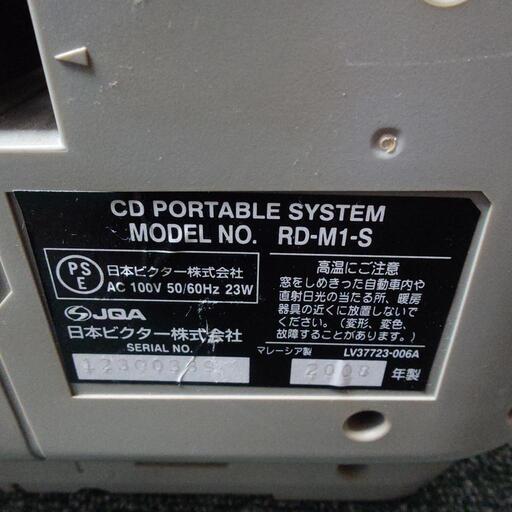 CD PORTABLE SYSTEM
MODEL NO. RD-M1-S
PS
E
日本ビクター株式会社
AC 100V 50/60Hz 23W
JQA
日本ビクター株式会社
SERIAL NO.
高温にご注意
窓をしめきった自動車内や
直射日光の当たる所、暖房
器具の近くに放置しないで
ください。（変形、変色、
故障することがあります。）
マレーシア製 LV37723-006A
年製